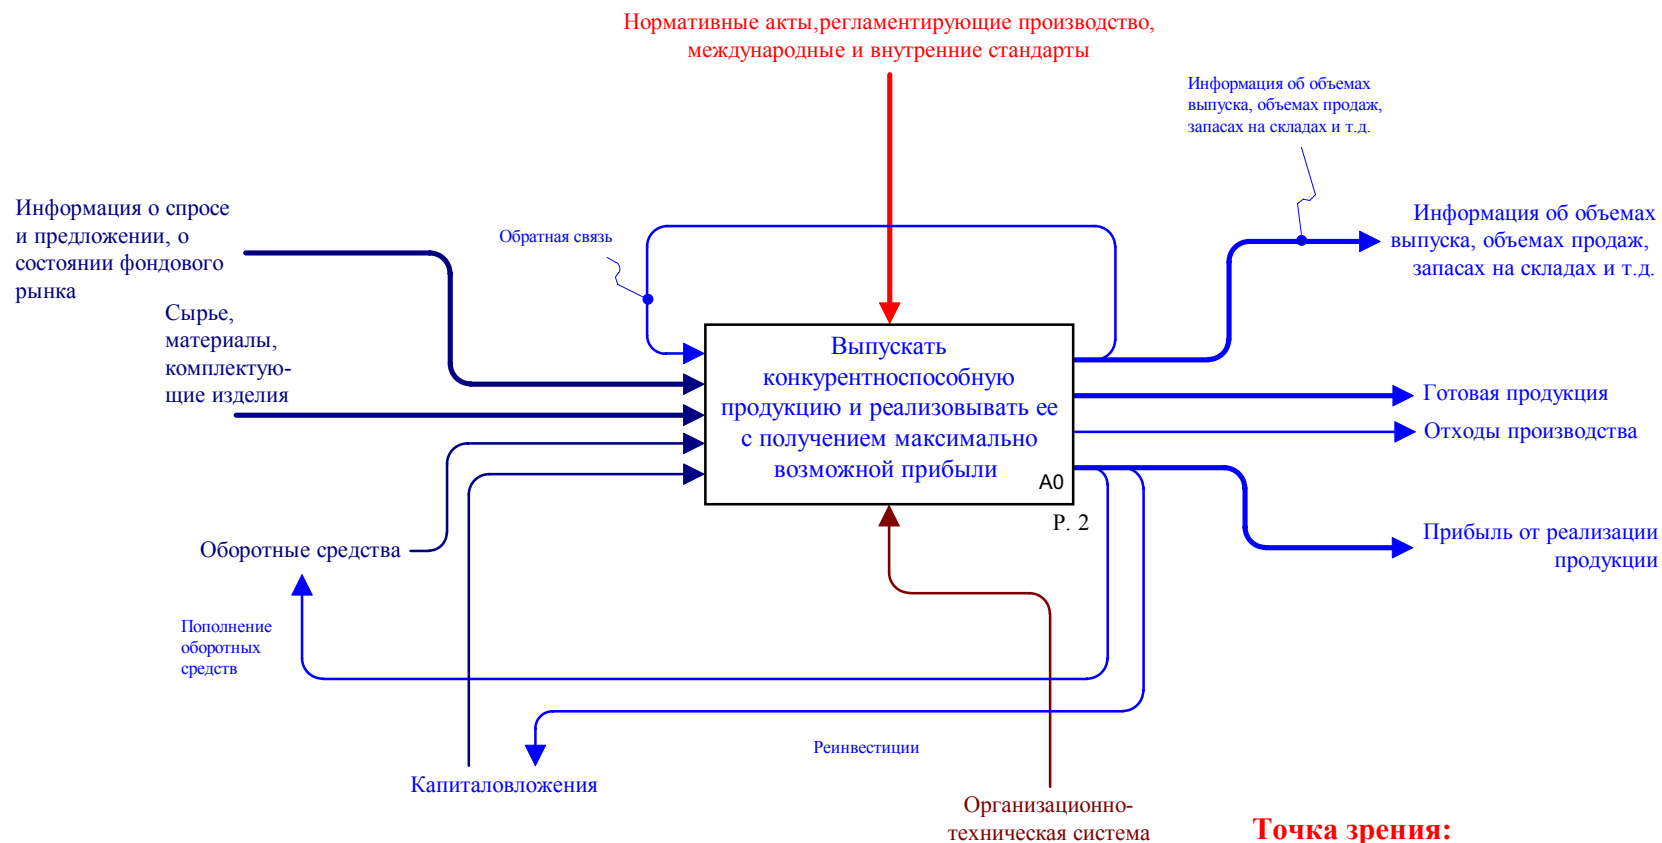 Нормативные акты,регламентирующие производство,
международные и внутренние стандарты
Информация об объемах
выпуска, объемах продаж,
запасах на складах и т.д.
Информация о спросе
и предложении, о
состоянии фондового
рынка
Обратная связь
Информация об объемах
выпуска, объемах продаж,
запасах на складах и т.д.
Сырье,
материалы,
комплектую-
щие изделия
Выпускать
конкурентноспособную
продукцию и реализовывать ее
с получением максимально
возможной прибыли
A0
P. 2
Готовая продукция
Отходы производства
Прибыль от реализации
продукции
Оборотные средства
Пополнение
оборотных
средств
Реинвестиции
Капиталовложения
Организационно-
техническая система
Точка зрения: